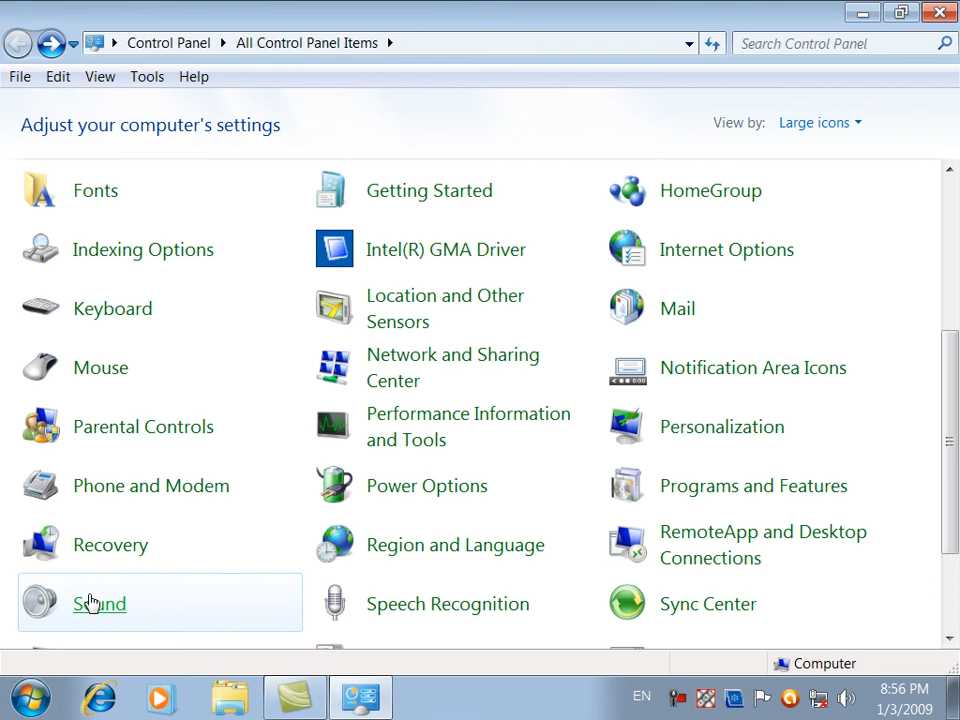 Control Panel All Control Panel Items Search Control Panel
File Edit View Tools Help
Adjust your computer's settings View by: Large icons
Fonts Getting Started HomeGroup
Indexing Options Intel(R) GMA Driver Internet Options
Keyboard Location and Other Sensors Mail
Mouse Network and Sharing Center Notification Area Icons
Parental Controls Performance Information and Tools Personalization
Phone and Modem Power Options Programs and Features
Recovery Region and Language RemoteApp and Desktop Connections
Sound Speech Recognition Sync Center
Computer
EN 8:56 PM
1/3/2009